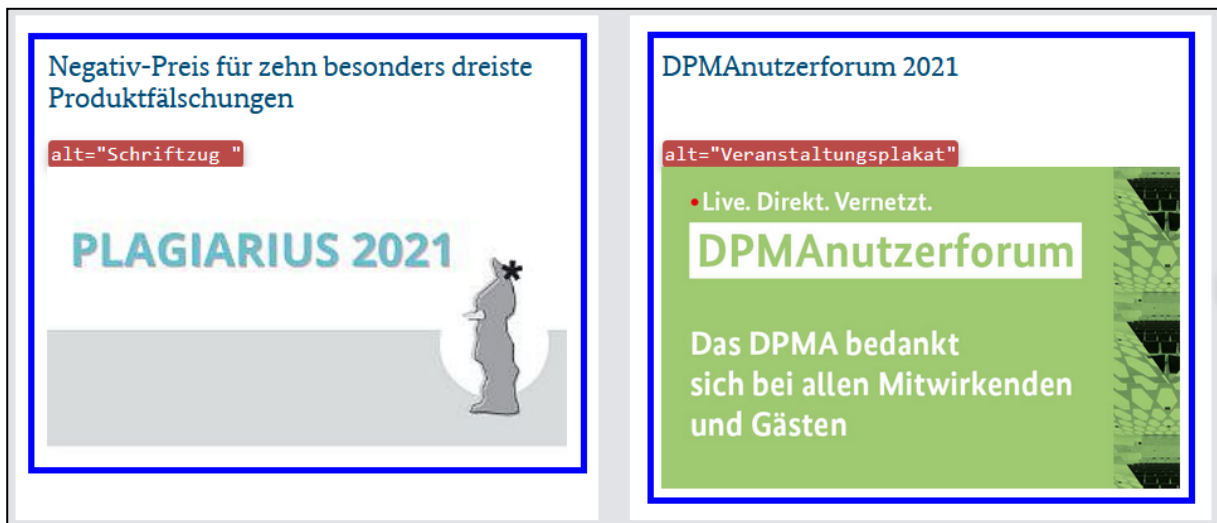 Negativ-Preis für zehn besonders dreiste
Produktfälschungen
alt="Schriftzug "
PLAGIARIUS 2021
*
DPMAnutzerforum 2021
alt="Veranstaltungsplakat"
•Live. Direkt. Vernetzt.
DPMAnutzerforum
Das DPMA bedankt
sich bei allen Mitwirkenden
und Gästen